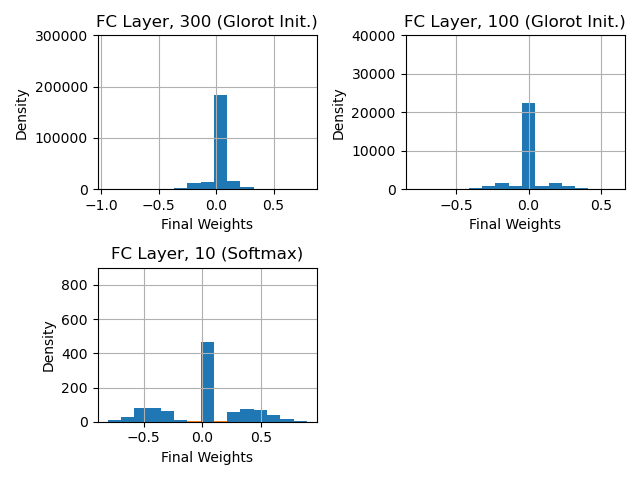 FC Layer, 300 (Glorot Init.)
300000
200000
100000
0
Density
−1.0 −0.5 0.0 0.5
Final Weights
FC Layer, 100 (Glorot Init.)
40000
30000
20000
10000
0
Density
−0.5 0.0 0.5
Final Weights
FC Layer, 10 (Softmax)
800
600
400
200
0
Density
−0.5 0.0 0.5
Final Weights